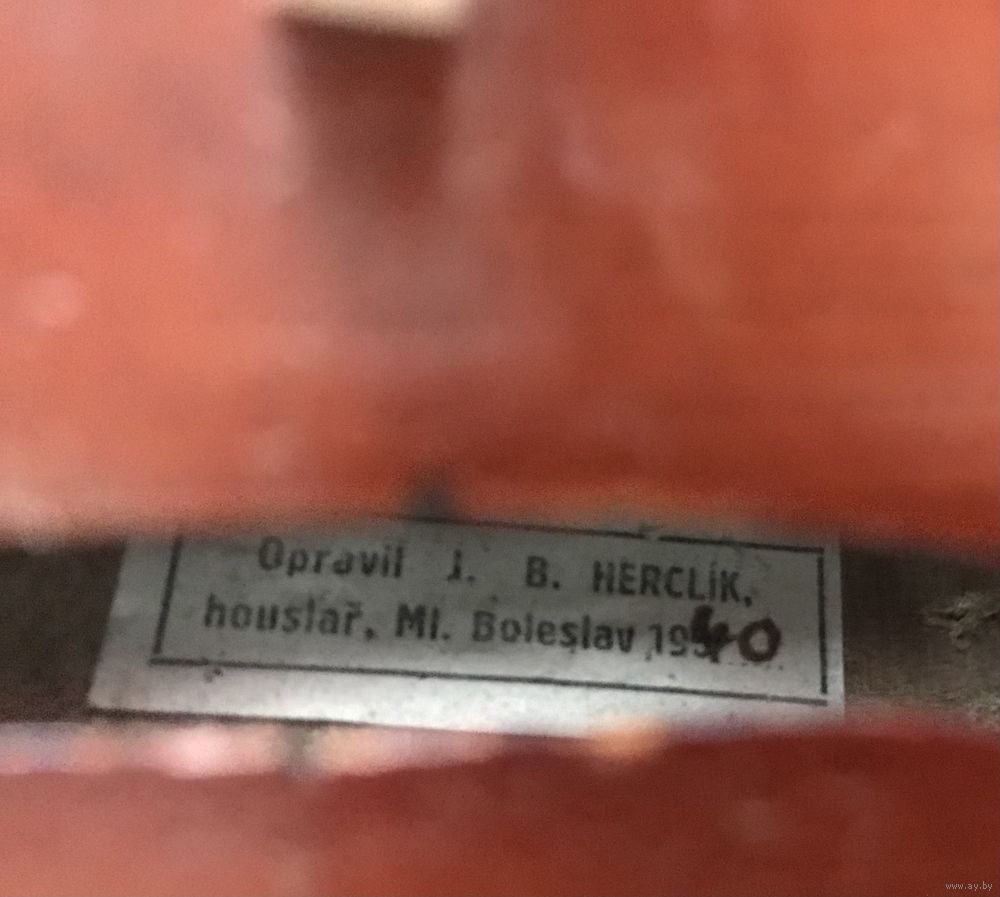 Opravil J. B. HERCLÍK,
houslař, Ml. Boleslav 1940
www.ay.by